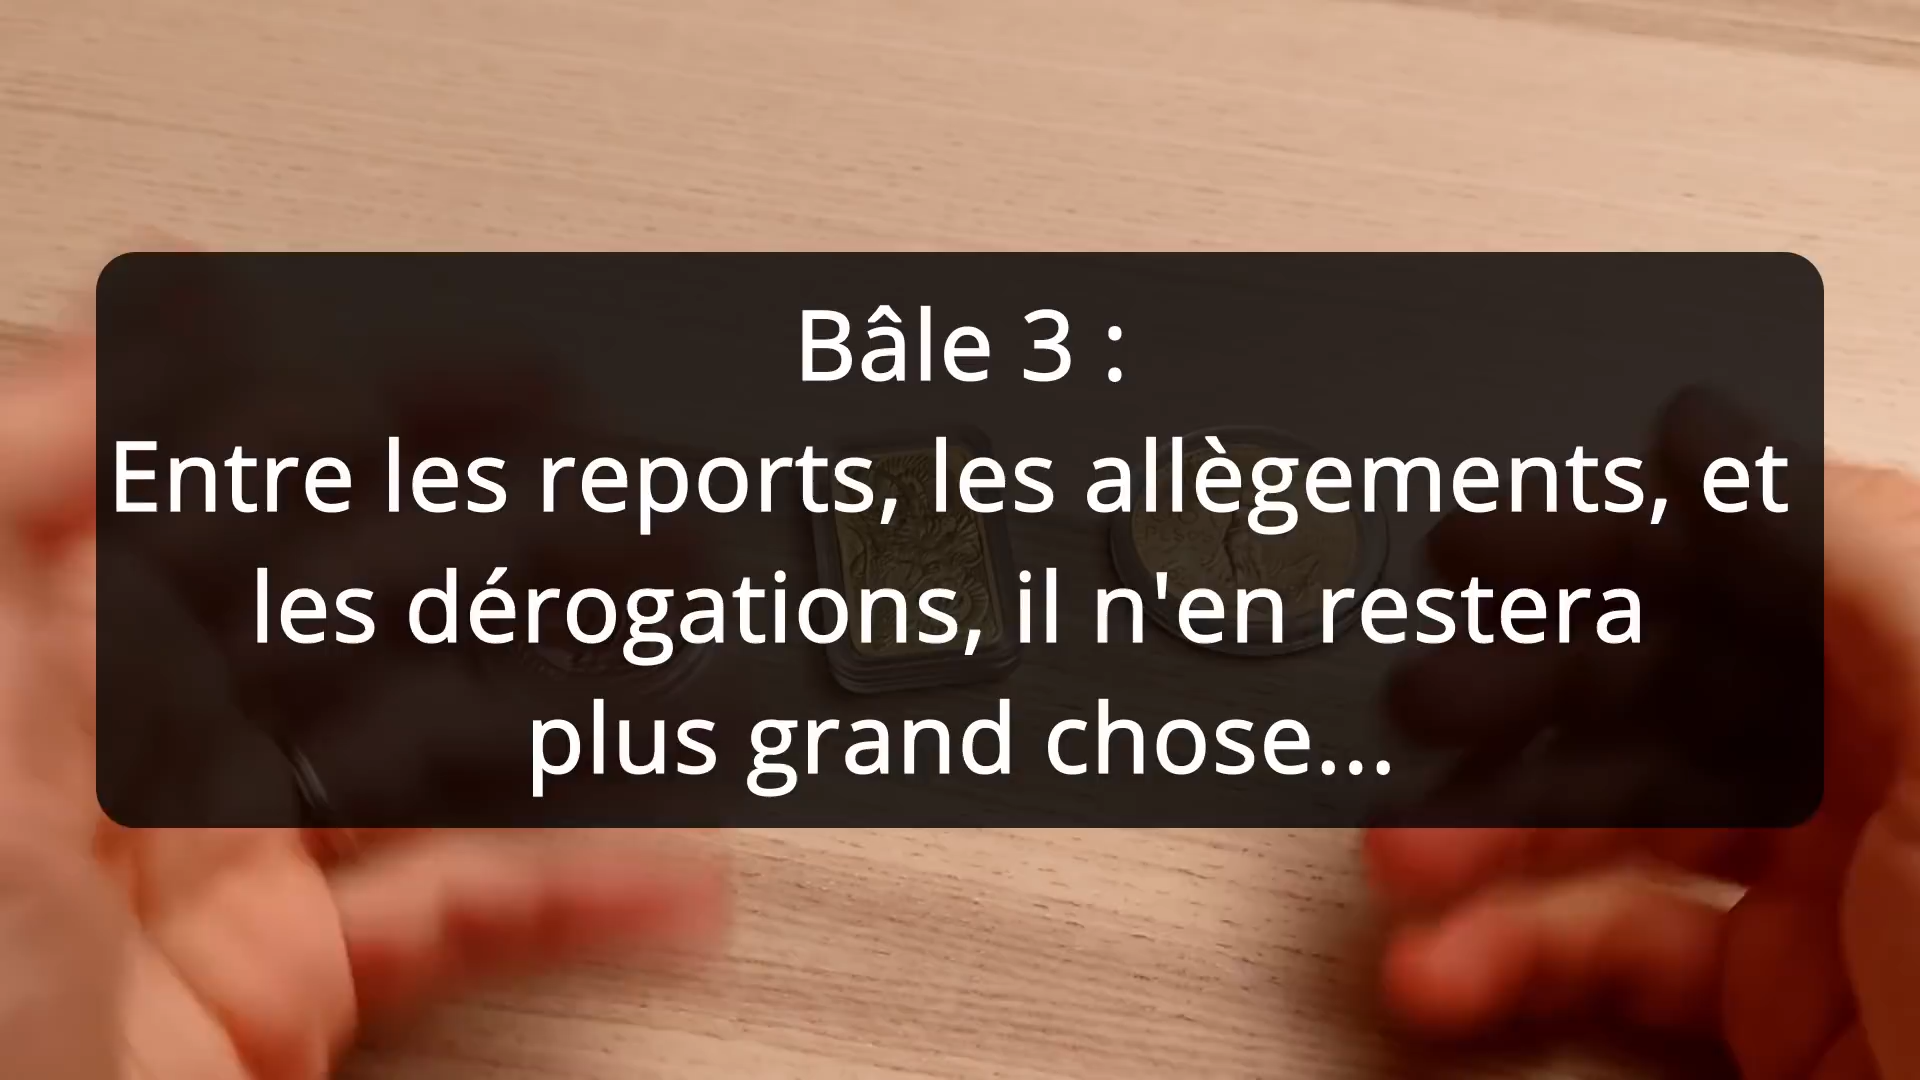 Bâle 3 :
Entre les reports, les allègements, et
les dérogations, il n'en restera
plus grand chose...